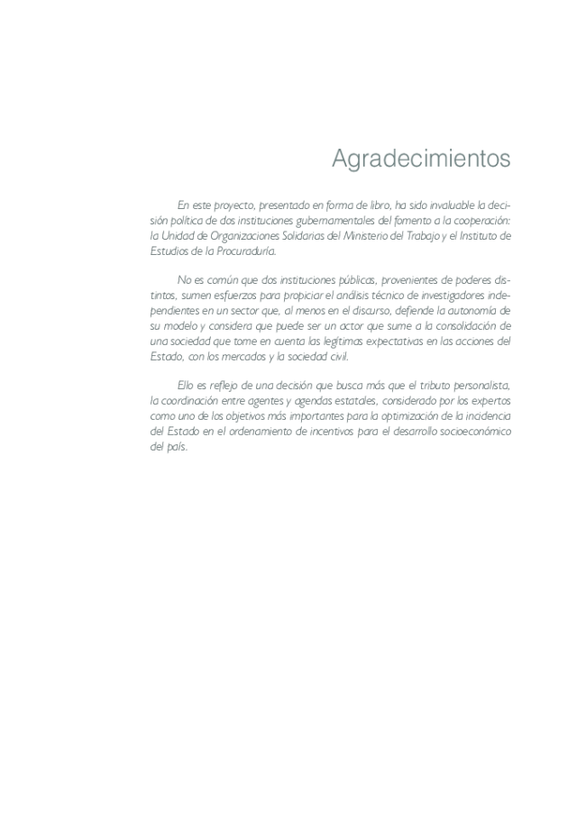 Agradecimientos
En este proyecto, presentado en forma de libro, ha sido invaluable la deci-
sión política de dos instituciones gubernamentales del fomento a la cooperación:
la Unidad de Organizaciones Solidarias del Ministerio del Trabajo y el Instituto de
Estudios de la Procuraduría.
No es común que dos instituciones públicas, provenientes de poderes dis-
tintos, sumen esfuerzos para propiciar el análisis técnico de investigadores inde-
pendientes en un sector que, al menos en el discurso, defiende la autonomía de
su modelo y considera que puede ser un actor que sume a la consolidación de
una sociedad que tome en cuenta las legítimas expectativas en las acciones del
Estado, con los mercados y la sociedad civil.
Ello es reflejo de una decisión que busca más que el tributo personalista,
la coordinación entre agentes y agendas estatales, considerado por los expertos
como uno de los objetivos más importantes para la optimización de la incidencia
del Estado en el ordenamiento de incentivos para el desarrollo socioeconómico
del país.